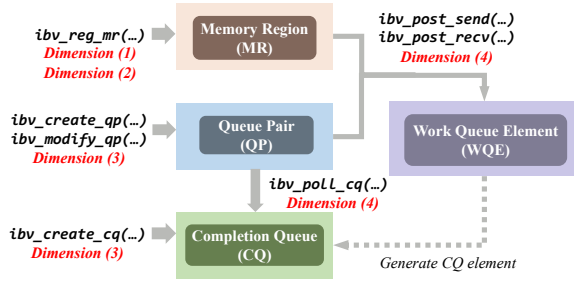 ibv_reg_mr(…)
Dimension (1)
Dimension (2)
Memory Region
(MR)
ibv_post_send(…)
ibv_post_recv(…)
Dimension (4)
ibv_create_qp(…)
ibv_modify_qp(…)
Dimension (3)
Queue Pair
(QP)
Work Queue Element
(WQE)
ibv_poll_cq(…)
Dimension (4)
ibv_create_cq(…)
Dimension (3)
Completion Queue
(CQ)
Generate CQ element